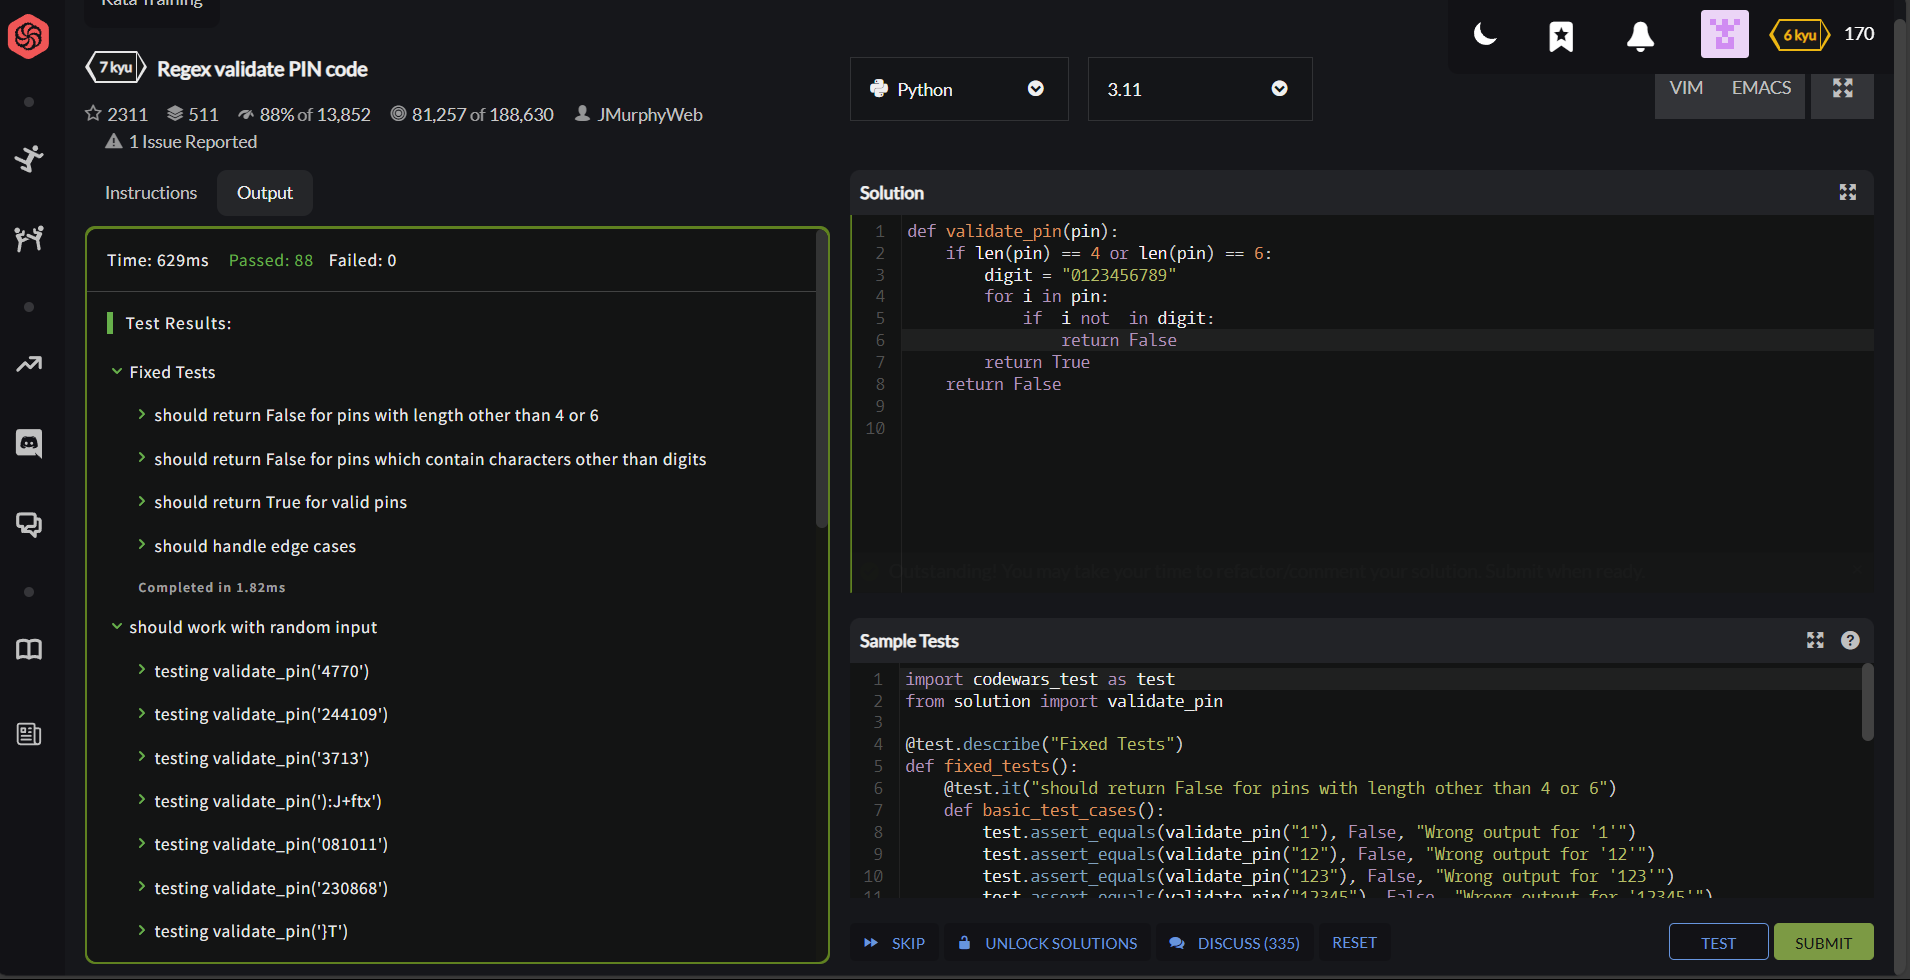 Kata Training
7 kyu
Regex validate PIN code
2311 511 88% of 13,852 81,257 of 188,630 JMurphyWeb
1 Issue Reported
Instructions Output
Time: 629ms Passed: 88 Failed: 0
Test Results:
Fixed Tests
should return False for pins with length other than 4 or 6
should return False for pins which contain characters other than digits
should return True for valid pins
should handle edge cases
Completed in 1.82ms
should work with random input
testing validate_pin('4770')
testing validate_pin('244109')
testing validate_pin('3713')
testing validate_pin('):J+ftx')
testing validate_pin('081011')
testing validate_pin('230868')
testing validate_pin('}T')
6 kyu 170
Python 3.11
VIM EMACS
Solution
1 def validate_pin(pin):
2     if len(pin) == 4 or len(pin) == 6:
3         digit = "0123456789"
4         for i in pin:
5             if  i not  in digit:
6                 return False
7         return True
8     return False
9
10
Outstanding! You may take your time to refactor/comment your solution. Submit when ready.
Sample Tests
1 import codewars_test as test
2 from solution import validate_pin
3
4 @test.describe("Fixed Tests")
5 def fixed_tests():
6     @test.it("should return False for pins with length other than 4 or 6")
7     def basic_test_cases():
8         test.assert_equals(validate_pin("1"), False, "Wrong output for '1'")
9         test.assert_equals(validate_pin("12"), False, "Wrong output for '12'")
10         test.assert_equals(validate_pin("123"), False, "Wrong output for '123'")
11         test.assert_equals(validate_pin("12345"), False, "Wrong output for '12345'")
SKIP UNLOCK SOLUTIONS DISCUSS (335) RESET TEST SUBMIT